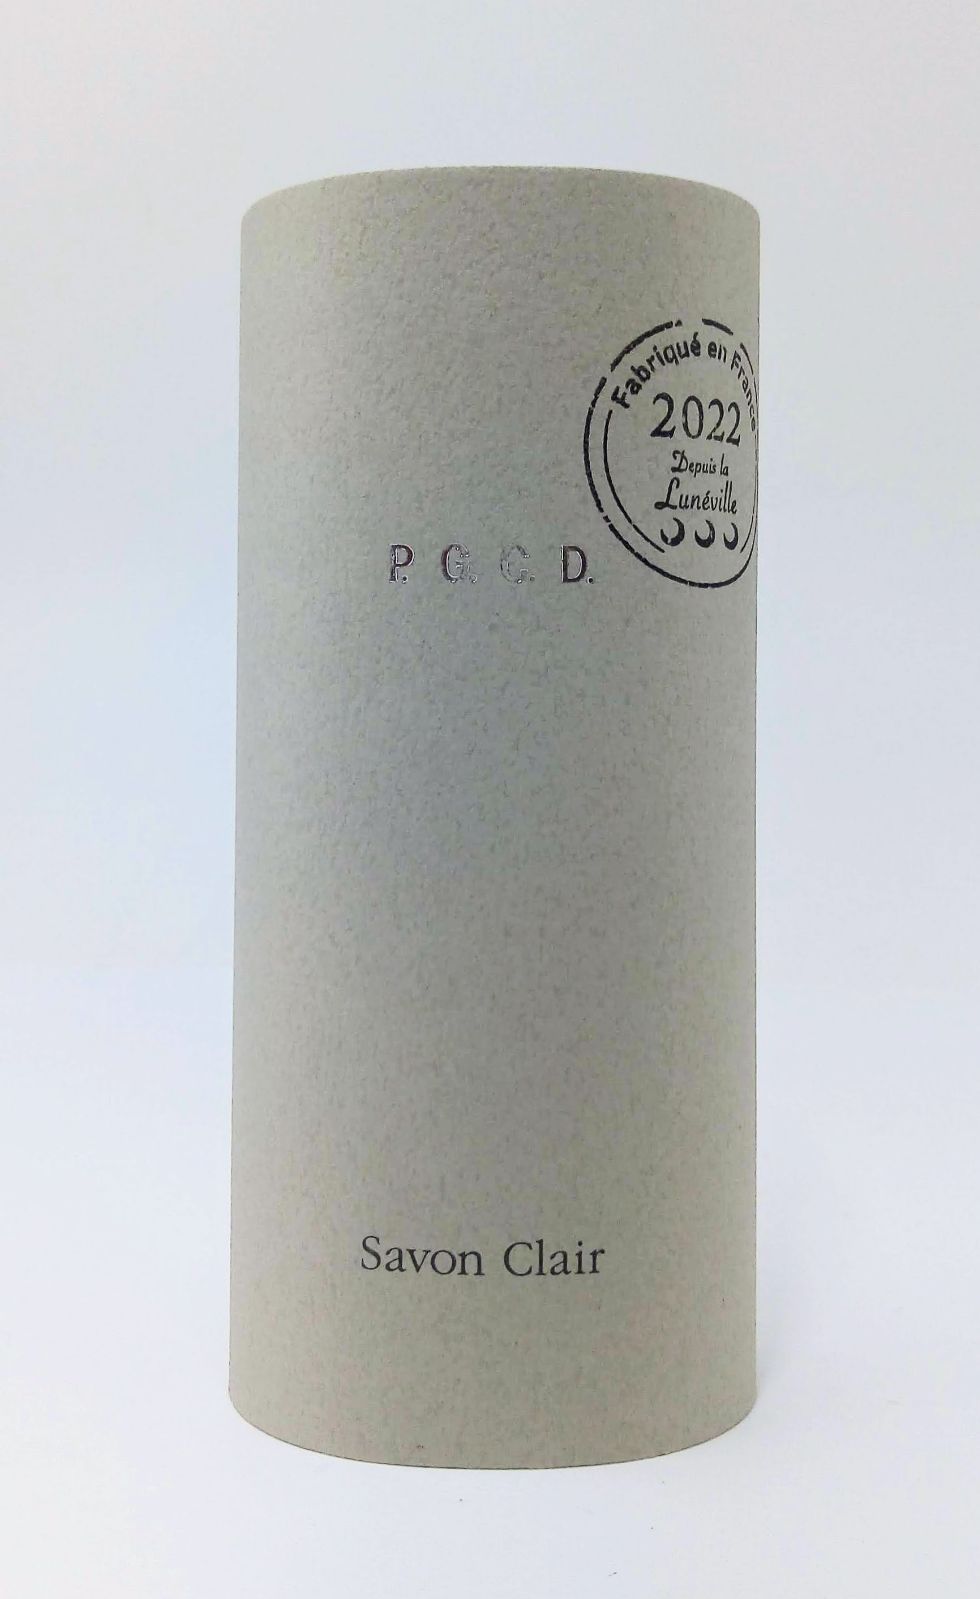 Fabriqué en France
2022
Depuis la
Lunéville
P. G. C. D.
Savon Clair